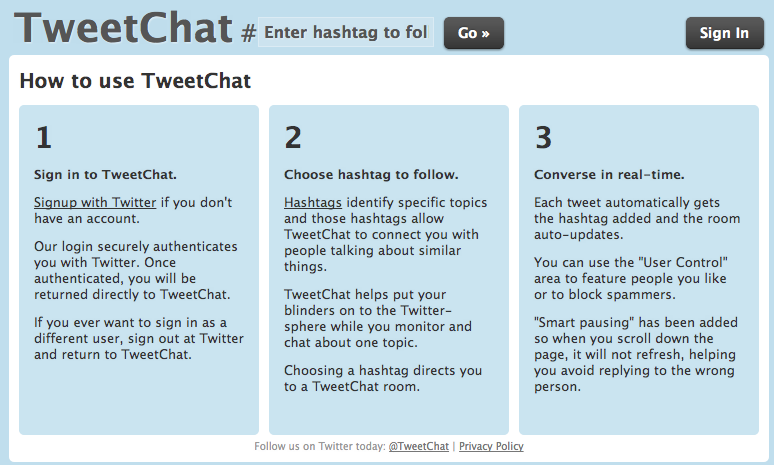 TweetChat # Enter hashtag to fol Go » Sign In
How to use TweetChat
1
Sign in to TweetChat.
Signup with Twitter if you don't
have an account.
Our login securely authenticates
you with Twitter. Once
authenticated, you will be
returned directly to TweetChat.
If you ever want to sign in as a
different user, sign out at Twitter
and return to TweetChat.
2
Choose hashtag to follow.
Hashtags identify specific topics
and those hashtags allow
TweetChat to connect you with
people talking about similar
things.
TweetChat helps put your
blinders on to the Twitter-
sphere while you monitor and
chat about one topic.
Choosing a hashtag directs you
to a TweetChat room.
3
Converse in real-time.
Each tweet automatically gets
the hashtag added and the room
auto-updates.
You can use the "User Control"
area to feature people you like
or to block spammers.
"Smart pausing" has been added
so when you scroll down the
page, it will not refresh, helping
you avoid replying to the wrong
person.
Follow us on Twitter today: @TweetChat | Privacy Policy